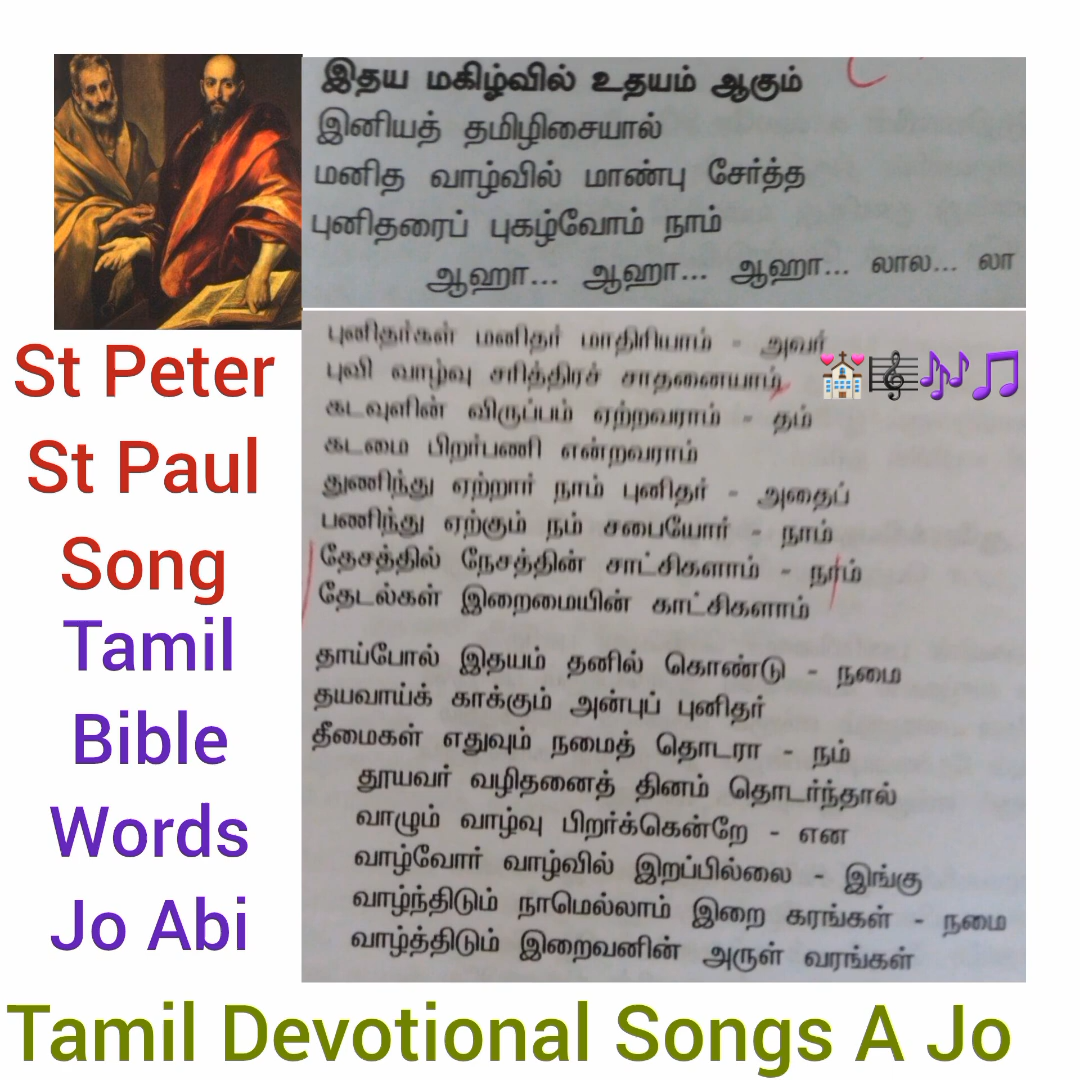 இதய மகிழ்வில் உதயம் ஆகும்
இனியத் தமிழிசையால்
மனித வாழ்வில் மாண்பு சேர்த்த
புனிதரைப் புகழ்வோம் நாம்
ஆஹா... ஆஹா... ஆஹா... லால... லா
புனிதர்கள் மனிதர் மாதிரியாம் - அவர்
புவி வாழ்வு சரித்திரச் சாதனையாம்
கடவுளின் விருப்பம் ஏற்றவராம் - தம்
கடமை பிறர்பணி என்றவராம்
துணிந்து ஏற்றார் நாம் புனிதர் - அதைப்
பணிந்து ஏற்கும் நம் சபையோர் - நாம்
தேசத்தில் நேசத்தின் சாட்சிகளாம் - நாம்
தேடல்கள் இறைமையின் காட்சிகளாம்
தாய்போல் இதயம் தனில் கொண்டு - நமை
தயவாய்க் காக்கும் அன்புப் புனிதர்
தீமைகள் எதுவும் நமைத் தொடரா - நம்
தூயவர் வழிதனைத் தினம் தொடர்ந்தால்
வாழும் வாழ்வு பிறர்க்கென்றே - என
வாழ்வோர் வாழ்வில் இறப்பில்லை - இங்கு
வாழ்ந்திடும் நாமெல்லாம் இறை கரங்கள் - நமை
வாழ்த்திடும் இறைவனின் அருள் வரங்கள்
St Peter
St Paul
Song
Tamil
Bible
Words
Jo Abi
Tamil Devotional Songs A Jo